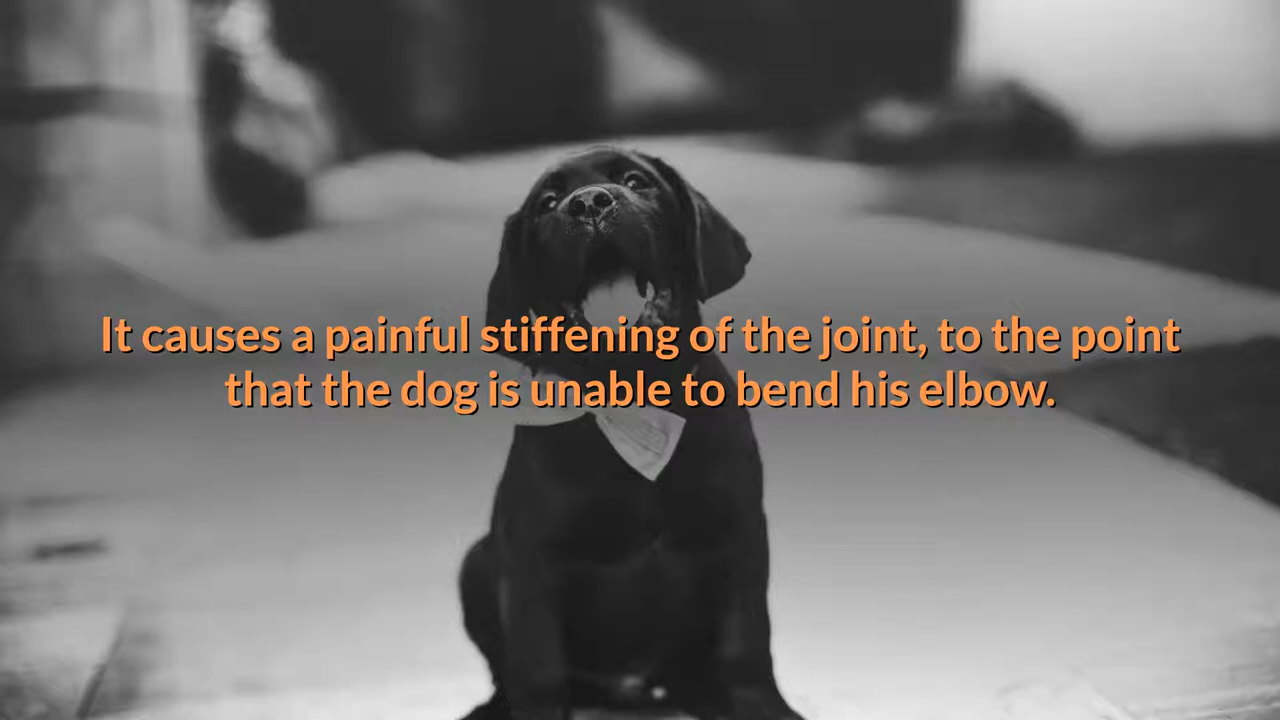 It causes a painful stiffening of the joint, to the point
that the dog is unable to bend his elbow.